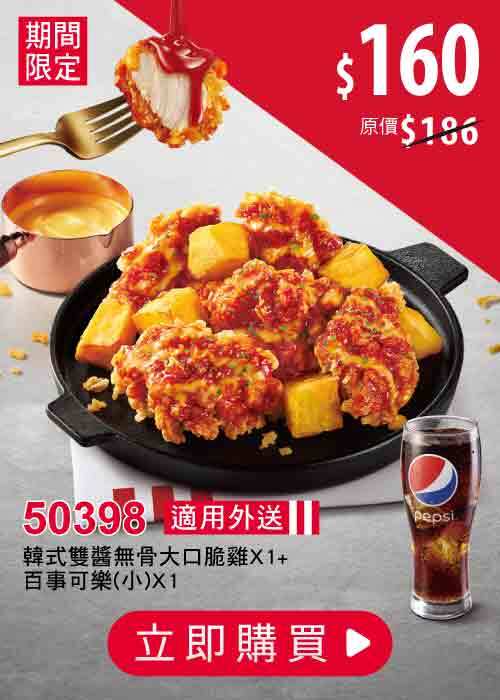 期間
限定
$160
原價$186
50398 適用外送
韓式雙醬無骨大口脆雞X1+
百事可樂(小)X1
pepsi
立即購買